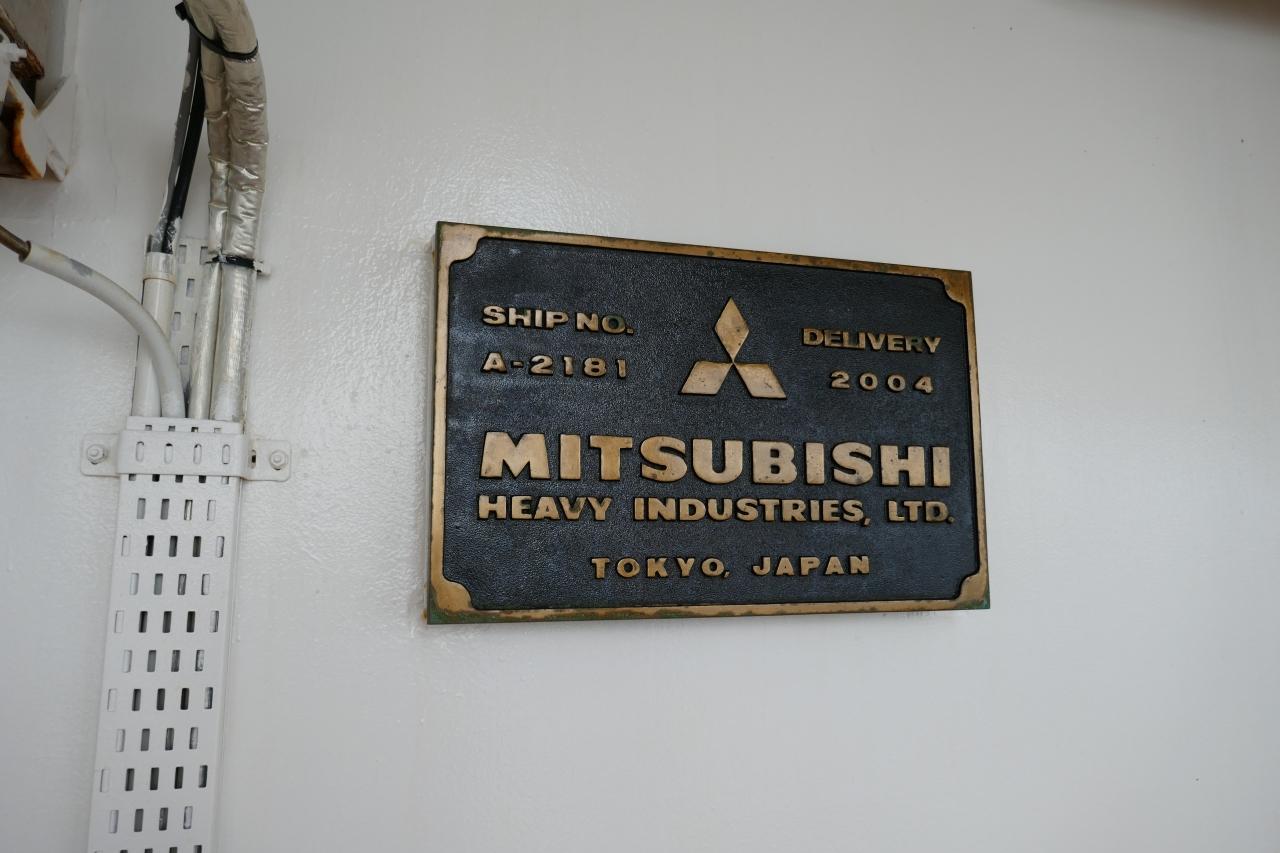 SHIP NO.
A-2181
DELIVERY
2004
MITSUBISHI
HEAVY INDUSTRIES, LTD.
TOKYO, JAPAN